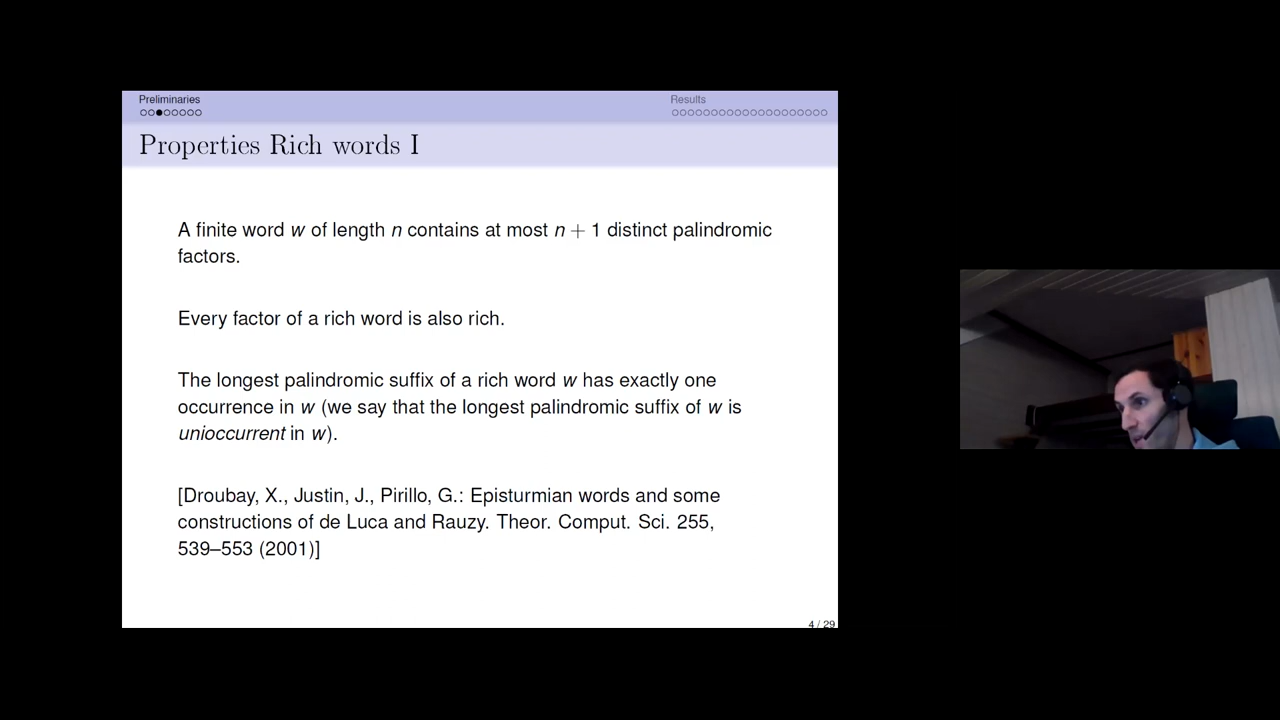 Preliminaries
Results
Properties Rich words I
A finite word w of length n contains at most n + 1 distinct palindromic
factors.
Every factor of a rich word is also rich.
The longest palindromic suffix of a rich word w has exactly one
occurrence in w (we say that the longest palindromic suffix of w is
unioccurrent in w).
[Droubay, X., Justin, J., Pirillo, G.: Episturmian words and some
constructions of de Luca and Rauzy. Theor. Comput. Sci. 255,
539–553 (2001)]
4 / 29